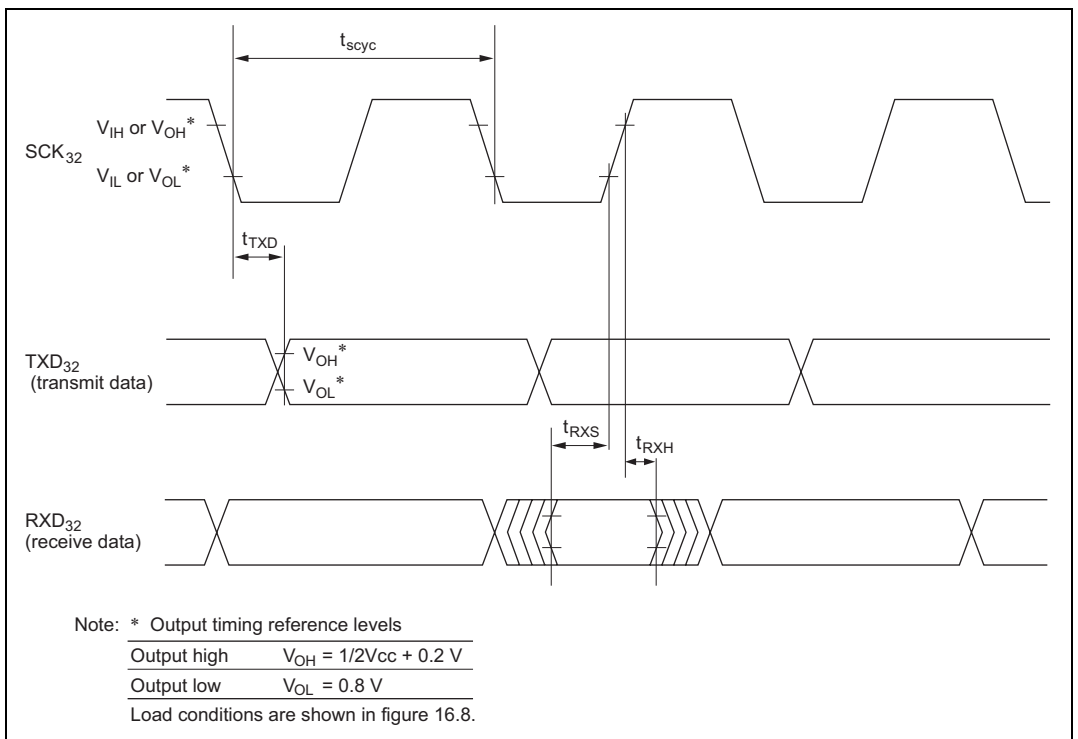 tscyc
VIH or VOH*
SCK32
VIL or VOL*
tTXD
TXD32
(transmit data)
VOH*
VOL*
tRXS
tRXH
RXD32
(receive data)
Note: * Output timing reference levels
Output high VOH = 1/2Vcc + 0.2 V
Output low VOL = 0.8 V
Load conditions are shown in figure 16.8.